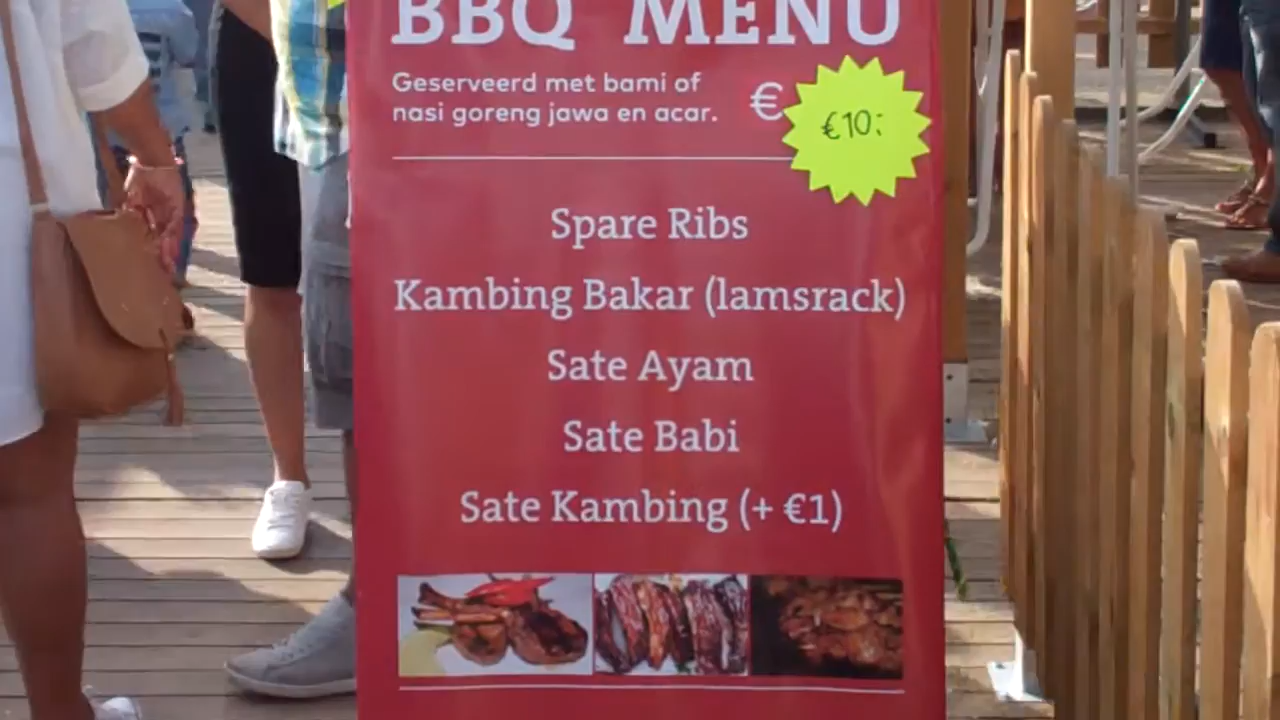 BBQ MENU
Geserveerd met bami of
nasi goreng jawa en acar.
€
€10:
Spare Ribs
Kambing Bakar (lamsrack)
Sate Ayam
Sate Babi
Sate Kambing (+ €1)